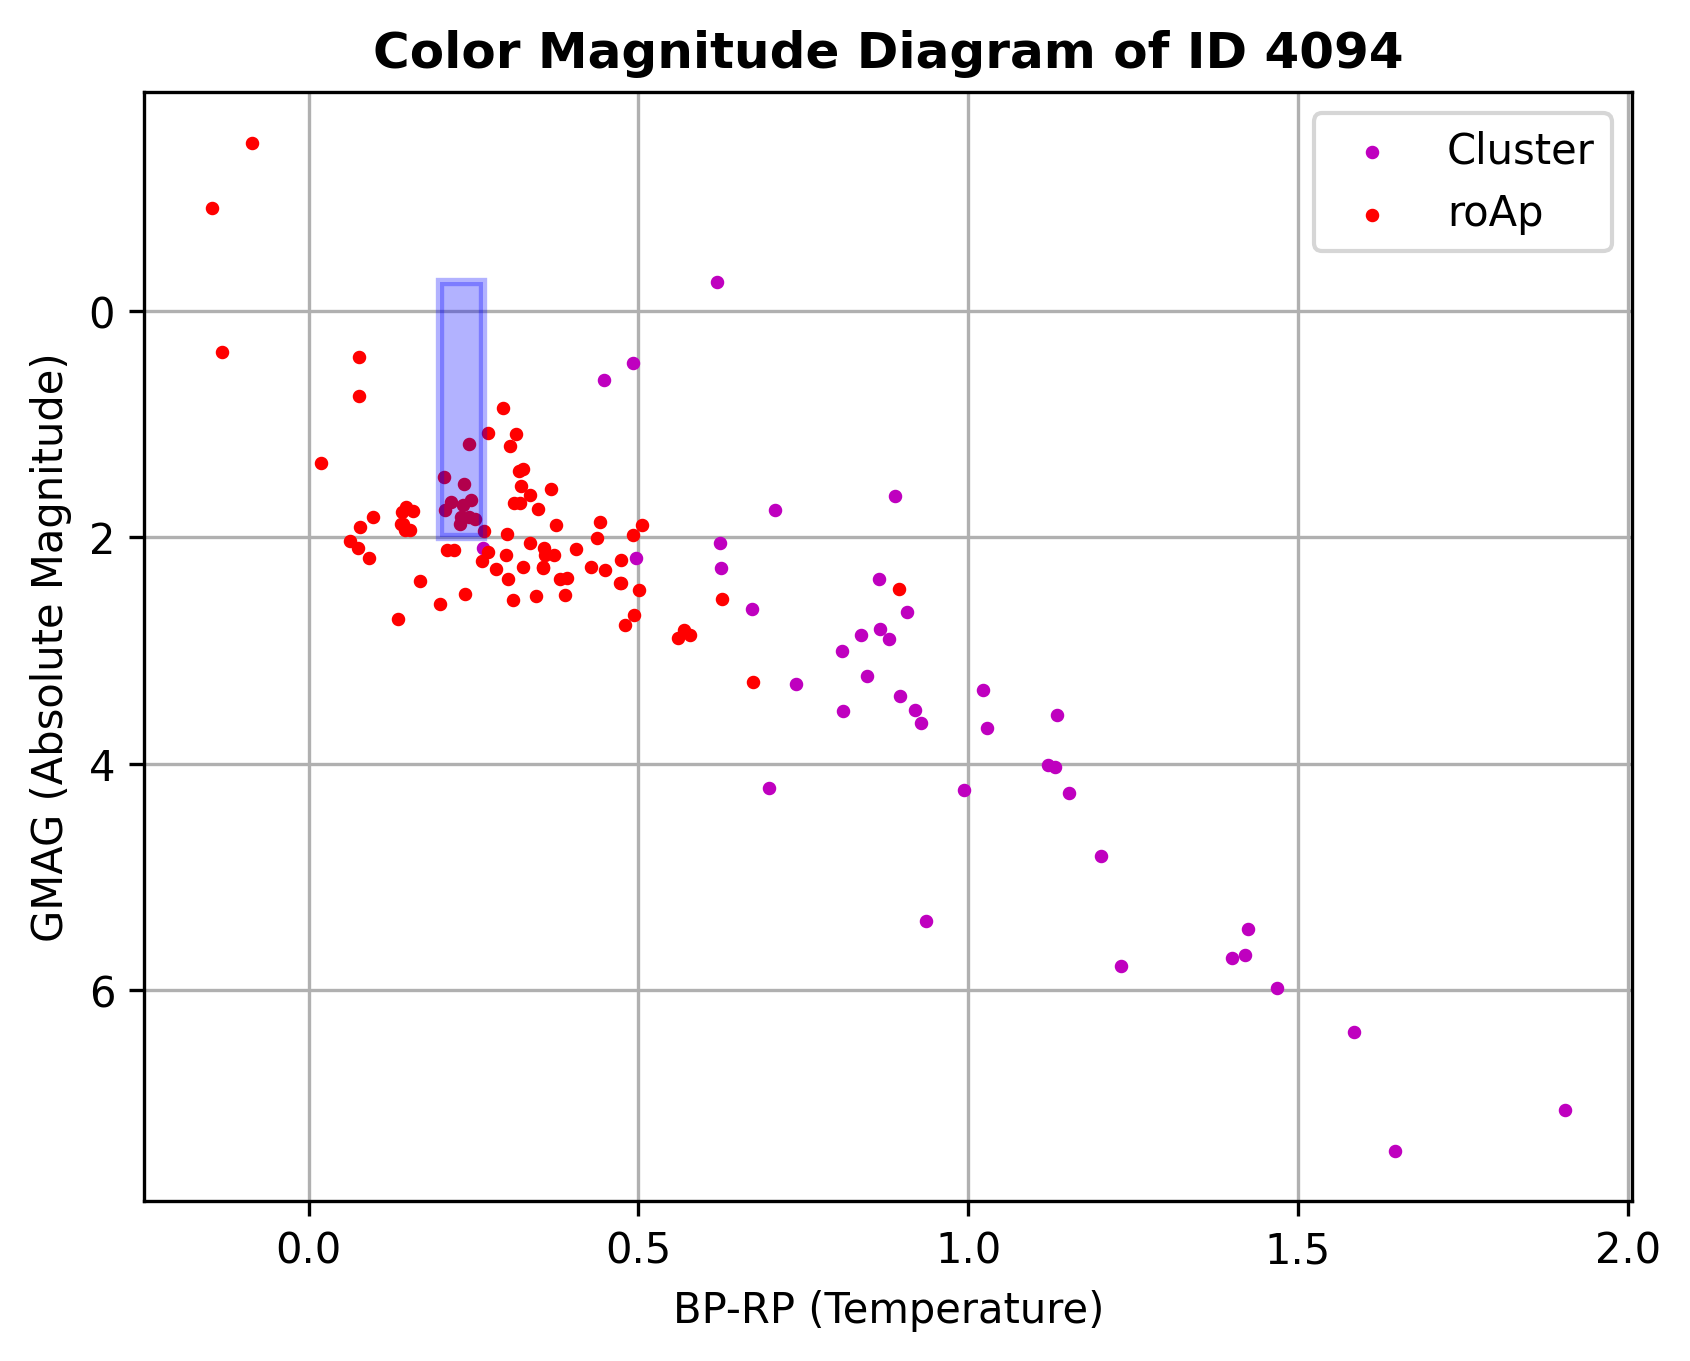 Color Magnitude Diagram of ID 4094
Cluster
roAp
GMAG (Absolute Magnitude)
0
2
4
6
0.0 0.5 1.0 1.5 2.0
BP-RP (Temperature)